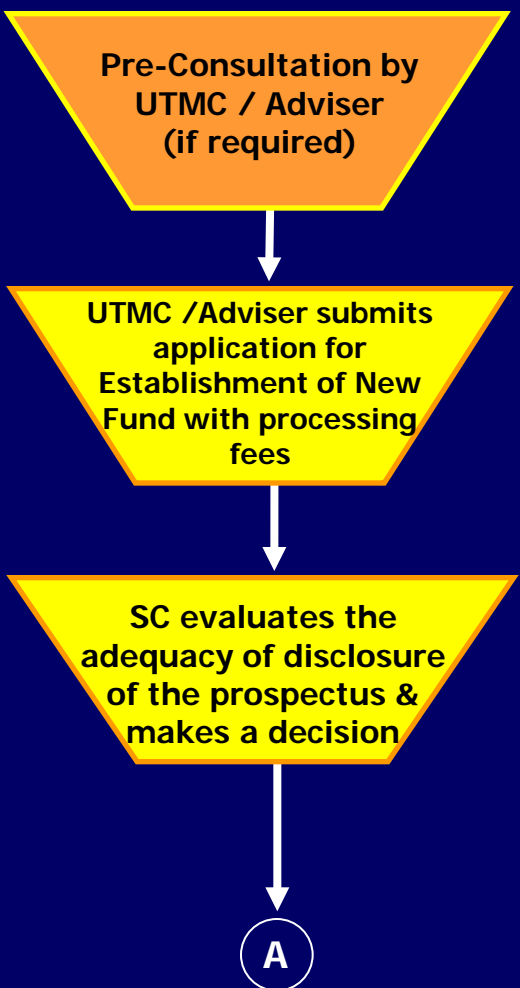 Pre-Consultation by
UTMC / Adviser
(if required)
UTMC /Adviser submits
application for
Establishment of New
Fund with processing
fees
SC evaluates the
adequacy of disclosure
of the prospectus &
makes a decision
A